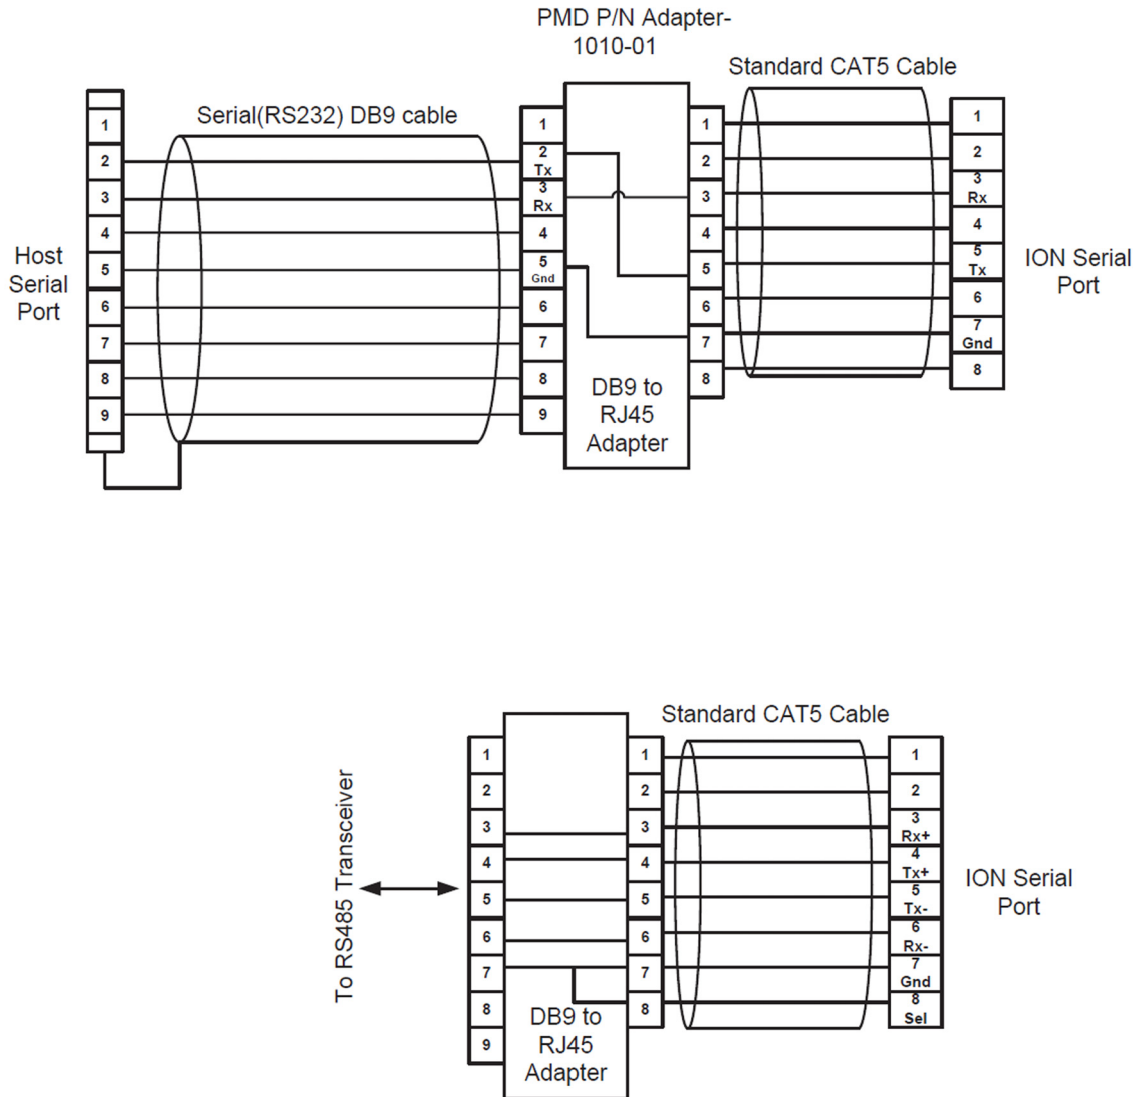 PMD P/N Adapter-
1010-01
Standard CAT5 Cable
Serial(RS232) DB9 cable
Host
Serial
Port
1
2
3
4
5
6
7
8
9
1
2
Tx
3
Rx
4
5
Gnd
6
7
8
9
DB9 to
RJ45
Adapter
1
2
3
4
5
6
7
8
1
2
3
Rx
4
5
Tx
6
7
Gnd
8
ION Serial
Port
Standard CAT5 Cable
To RS485 Transceiver
1
2
3
4
5
6
7
8
9
DB9 to
RJ45
Adapter
1
2
3
4
5
6
7
8
1
2
3
Rx+
4
Tx+
5
Tx-
6
Rx-
7
Gnd
8
Sel
ION Serial
Port